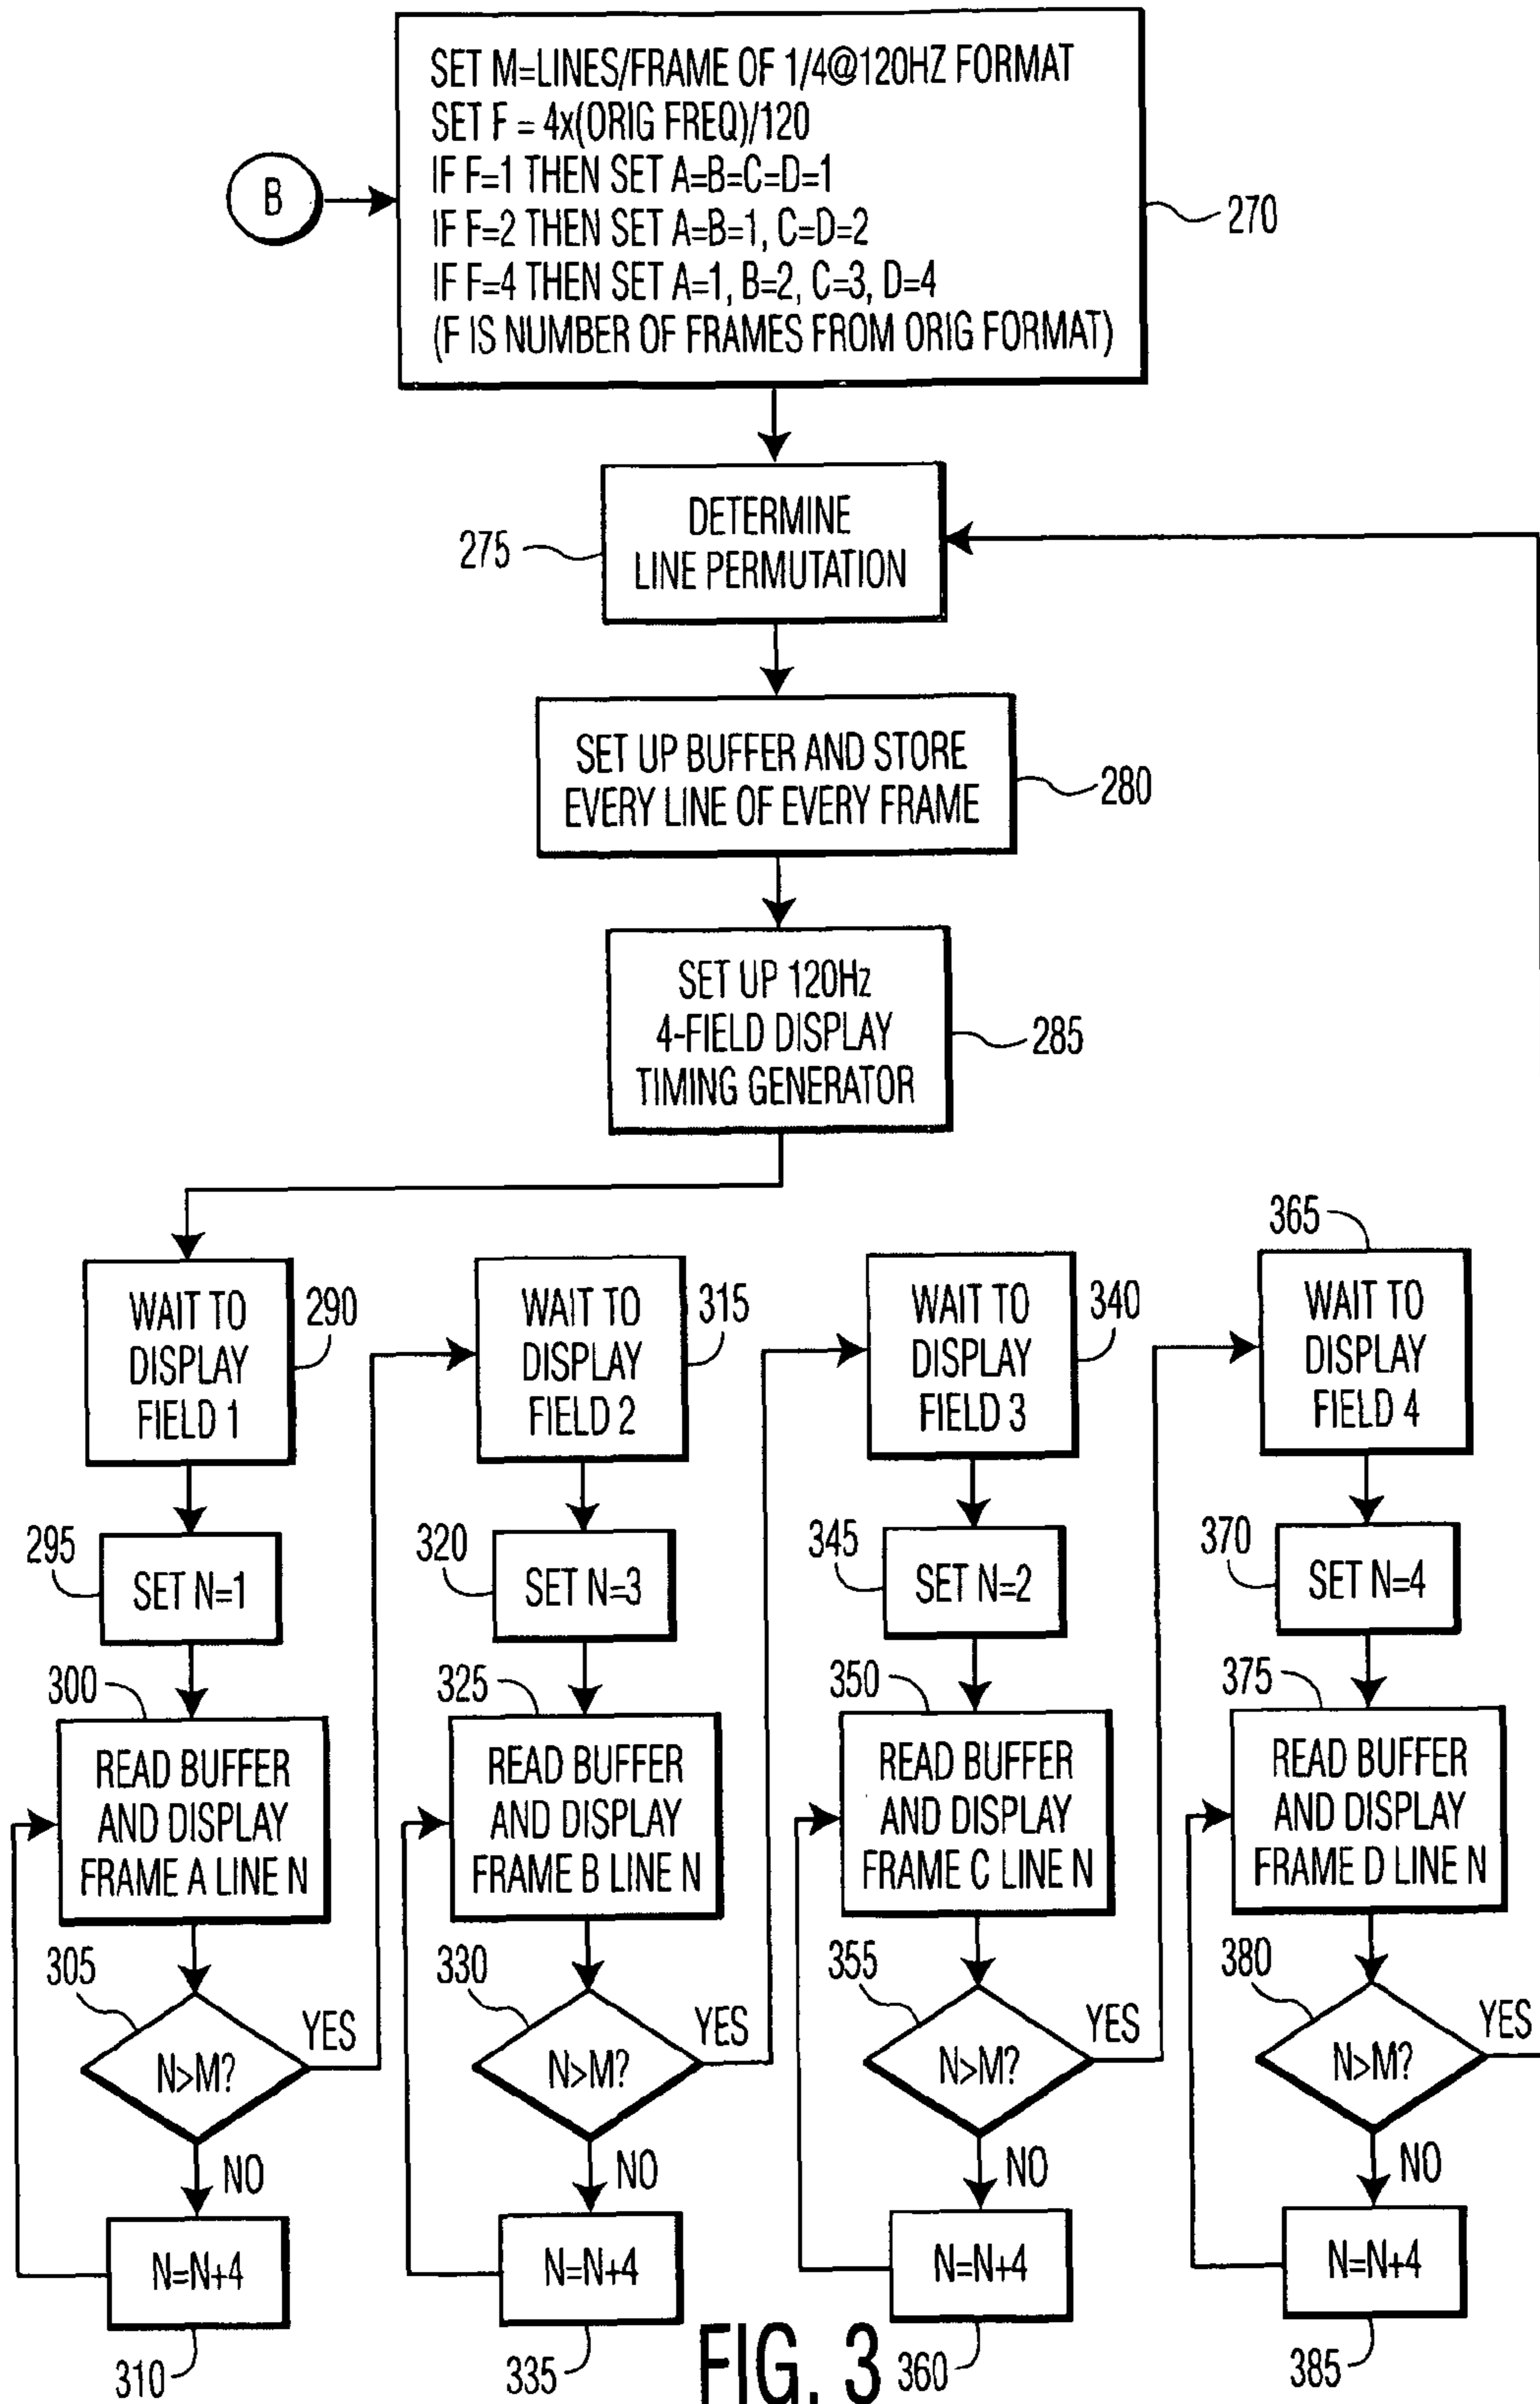 SET M=LINES/FRAME OF 1/4@120HZ FORMAT
SET F = 4x(ORIG FREQ)/120
IF F=1 THEN SET A=B=C=D=1
IF F=2 THEN SET A=B=1, C=D=2
IF F=4 THEN SET A=1, B=2, C=3, D=4
(F IS NUMBER OF FRAMES FROM ORIG FORMAT)
B
270
DETERMINE
LINE PERMUTATION
275
SET UP BUFFER AND STORE
EVERY LINE OF EVERY FRAME
280
SET UP 120Hz
4-FIELD DISPLAY
TIMING GENERATOR
285
WAIT TO
DISPLAY
FIELD 1
290
295
SET N=1
300
READ BUFFER
AND DISPLAY
FRAME A LINE N
305
N>M?
YES
NO
N=N+4
310
WAIT TO
DISPLAY
FIELD 2
315
320
SET N=3
325
READ BUFFER
AND DISPLAY
FRAME B LINE N
330
N>M?
YES
NO
N=N+4
335
WAIT TO
DISPLAY
FIELD 3
340
345
SET N=2
350
READ BUFFER
AND DISPLAY
FRAME C LINE N
355
N>M?
YES
NO
N=N+4
360
365
WAIT TO
DISPLAY
FIELD 4
370
SET N=4
375
READ BUFFER
AND DISPLAY
FRAME D LINE N
380
N>M?
YES
NO
N=N+4
385
FIG. 3